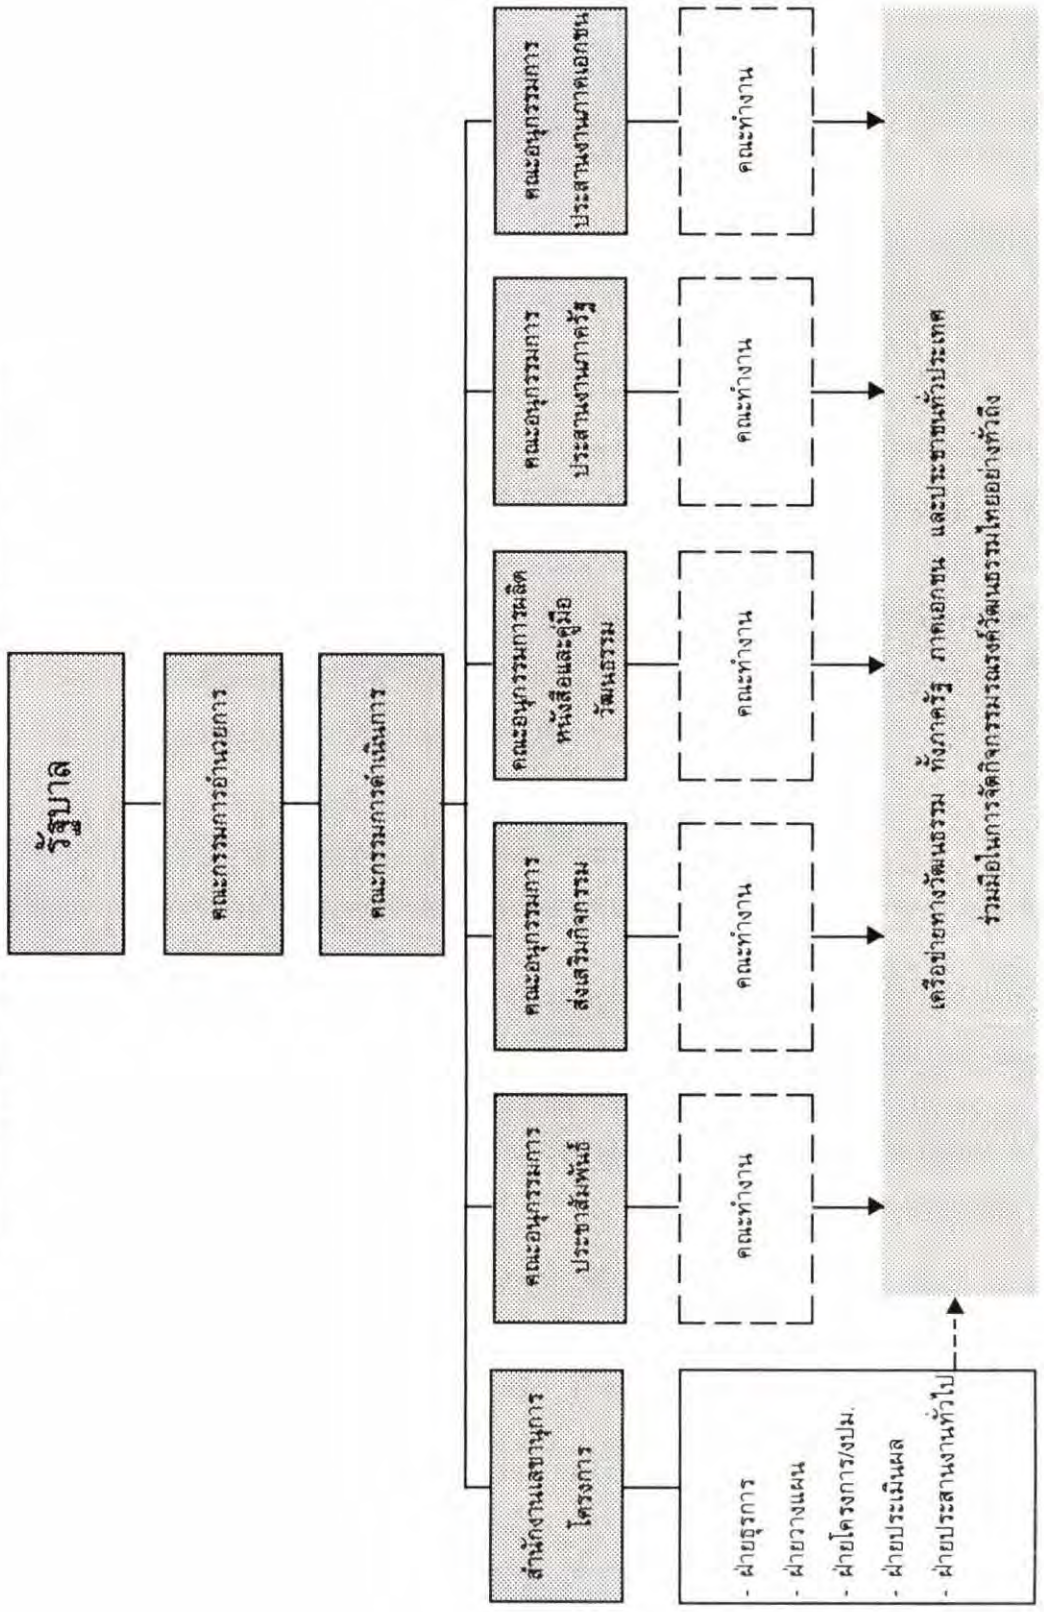 รัฐบาล
คณะกรรมการอำนวยการ
คณะกรรมการดำเนินการ
สำนักงานเลขานุการ
โครงการ
คณะอนุกรรมการ
ประชาสัมพันธ์
คณะอนุกรรมการ
ส่งเสริมกิจกรรม
คณะอนุกรรมการผลิต
หนังสือและคู่มือ
วัฒนธรรม
คณะอนุกรรมการ
ประสานงานภาครัฐ
คณะอนุกรรมการ
ประสานงานภาคเอกชน
- ฝ่ายธุรการ
- ฝ่ายวางแผน
- ฝ่ายโครงการ/งปม.
- ฝ่ายประเมินผล
- ฝ่ายประสานงานทั่วไป
คณะทำงาน
คณะทำงาน
คณะทำงาน
คณะทำงาน
คณะทำงาน
เครือข่ายทางวัฒนธรรม ทั้งภาครัฐ ภาคเอกชน และประชาชนทั่วประเทศ
ร่วมมือในการจัดกิจกรรมรณรงค์วัฒนธรรมไทยอย่างทั่วถึง